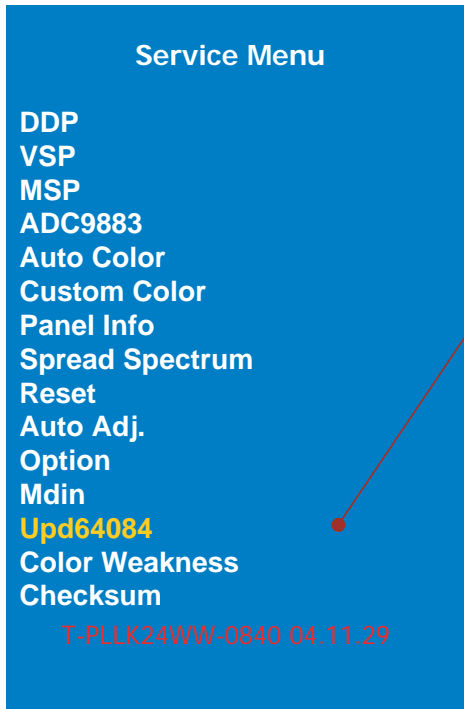 Service Menu
DDP
VSP
MSP
ADC9883
Auto Color
Custom Color
Panel Info
Spread Spectrum
Reset
Auto Adj.
Option
Mdin
Upd64084
Color Weakness
Checksum
T-PLLK24WW-0840 04.11.29